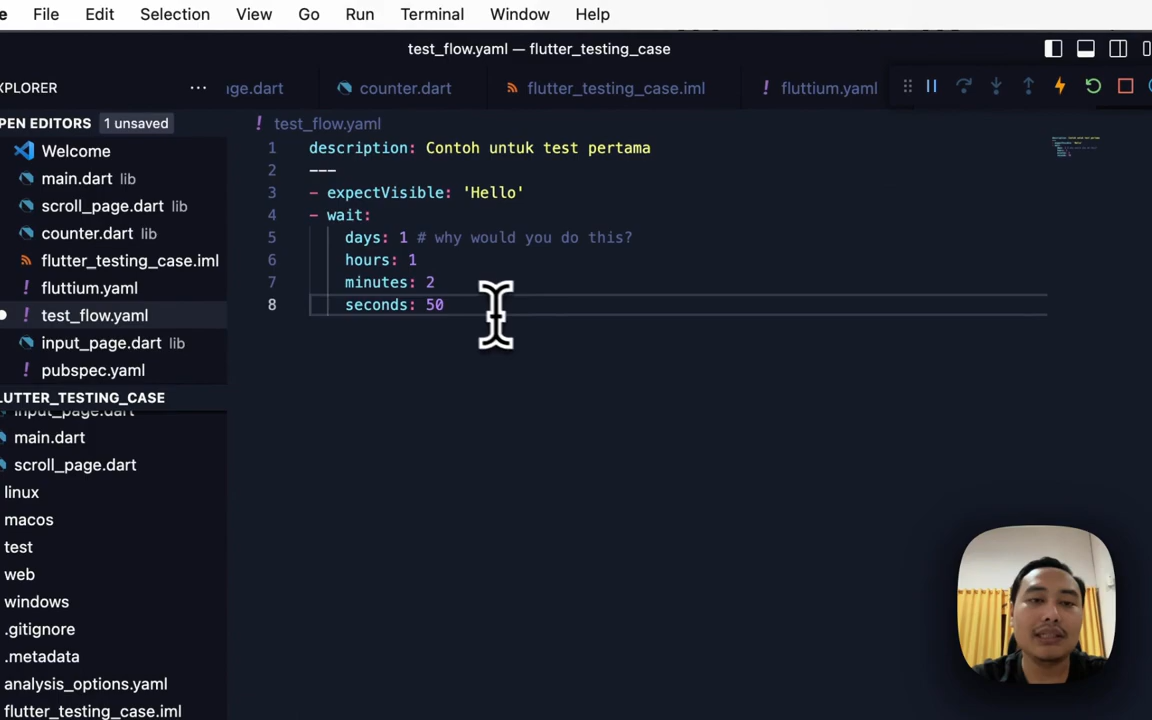 e File Edit Selection View Go Run Terminal Window Help
test_flow.yaml — flutter_testing_case
XPLORER ··· ıge.dart counter.dart flutter_testing_case.iml ! fluttium.yaml
PEN EDITORS 1 unsaved
! test_flow.yaml
Welcome
main.dart lib
scroll_page.dart lib
counter.dart lib
flutter_testing_case.iml
! fluttium.yaml
! test_flow.yaml
input_page.dart lib
! pubspec.yaml
LUTTER_TESTING_CASE
input_page.dart
main.dart
scroll_page.dart
linux
macos
test
web
windows
.gitignore
.metadata
analysis_options.yaml
flutter_testing_case.iml
1 description: Contoh untuk test pertama
2 ---
3 - expectVisible: 'Hello'
4 - wait:
5 days: 1 # why would you do this?
6 hours: 1
7 minutes: 2
8 seconds: 50